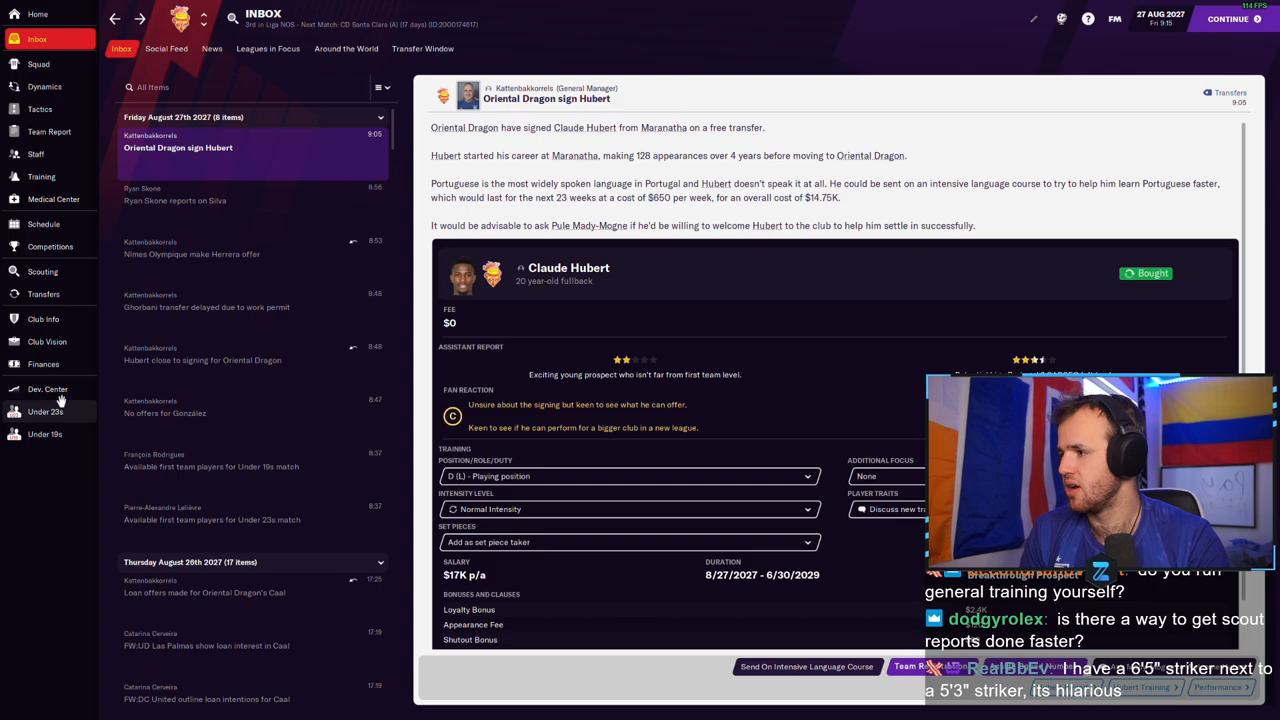 114 FPS
Home
INBOX
3rd in Liga NOS - Next Match: CD Santa Clara (A) (17 days) (ID:2000174617)
FM
27 AUG 2027
Fri 9:15
CONTINUE
Inbox
Inbox
Social Feed
News
Leagues in Focus
Around the World
Transfer Window
Squad
Dynamics
Tactics
Team Report
Staff
Training
Medical Center
Schedule
Competitions
Scouting
Transfers
Club Info
Club Vision
Finances
Dev. Center
Under 23s
Under 19s
All Items
Friday August 27th 2027 (8 items)
Kattenbakkorrels 9:05
Oriental Dragon sign Hubert
Ryan Skone 8:56
Ryan Skone reports on Silva
Kattenbakkorrels 8:53
Nîmes Olympique make Herrera offer
Kattenbakkorrels 8:48
Ghorbani transfer delayed due to work permit
Kattenbakkorrels 8:48
Hubert close to signing for Oriental Dragon
Kattenbakkorrels 8:47
No offers for González
François Rodrigues 8:37
Available first team players for Under 19s match
Pierre-Alexandre Lelièvre 8:37
Available first team players for Under 23s match
Thursday August 26th 2027 (17 items)
Kattenbakkorrels 17:25
Loan offers made for Oriental Dragon's Caal
Catarina Cerveira 17:19
FW:UD Las Palmas show loan interest in Caal
Catarina Cerveira 17:19
FW:DC United outline loan intentions for Caal
Kattenbakkorrels (General Manager)
Oriental Dragon sign Hubert
Transfers
9:05
Oriental Dragon have signed Claude Hubert from Maranatha on a free transfer.
Hubert started his career at Maranatha, making 128 appearances over 4 years before moving to Oriental Dragon.
Portuguese is the most widely spoken language in Portugal and Hubert doesn't speak it at all. He could be sent on an intensive language course to try to help him learn Portuguese faster,
which would last for the next 23 weeks at a cost of $650 per week, for an overall cost of $14.75K.
It would be advisable to ask Pule Mady-Mogne if he'd be willing to welcome Hubert to the club to help him settle in successfully.
Claude Hubert
20 year-old fullback
Bought
FEE
$0
ASSISTANT REPORT
Exciting young prospect who isn't far from first team level.
FAN REACTION
C
Unsure about the signing but keen to see what he can offer.
Keen to see if he can perform for a bigger club in a new league.
TRAINING
POSITION/ROLE/DUTY
D (L) - Playing position
ADDITIONAL FOCUS
None
INTENSITY LEVEL
Normal Intensity
PLAYER TRAITS
Discuss new tra
SET PIECES
Add as set piece taker
SALARY
$17K p/a
DURATION
8/27/2027 - 6/30/2029
Breakthrough Prospect
BONUSES AND CLAUSES
Loyalty Bonus
$2.4K
Appearance Fee
Shutout Bonus
Send On Intensive Language Course
do you run
general training yourself?
dodgyrolex: is there a way to get scout
reports done faster?
RealBbEv: I have a 6'5" striker next to
a 5'3" striker, its hilarious
Hubert Training
Performance